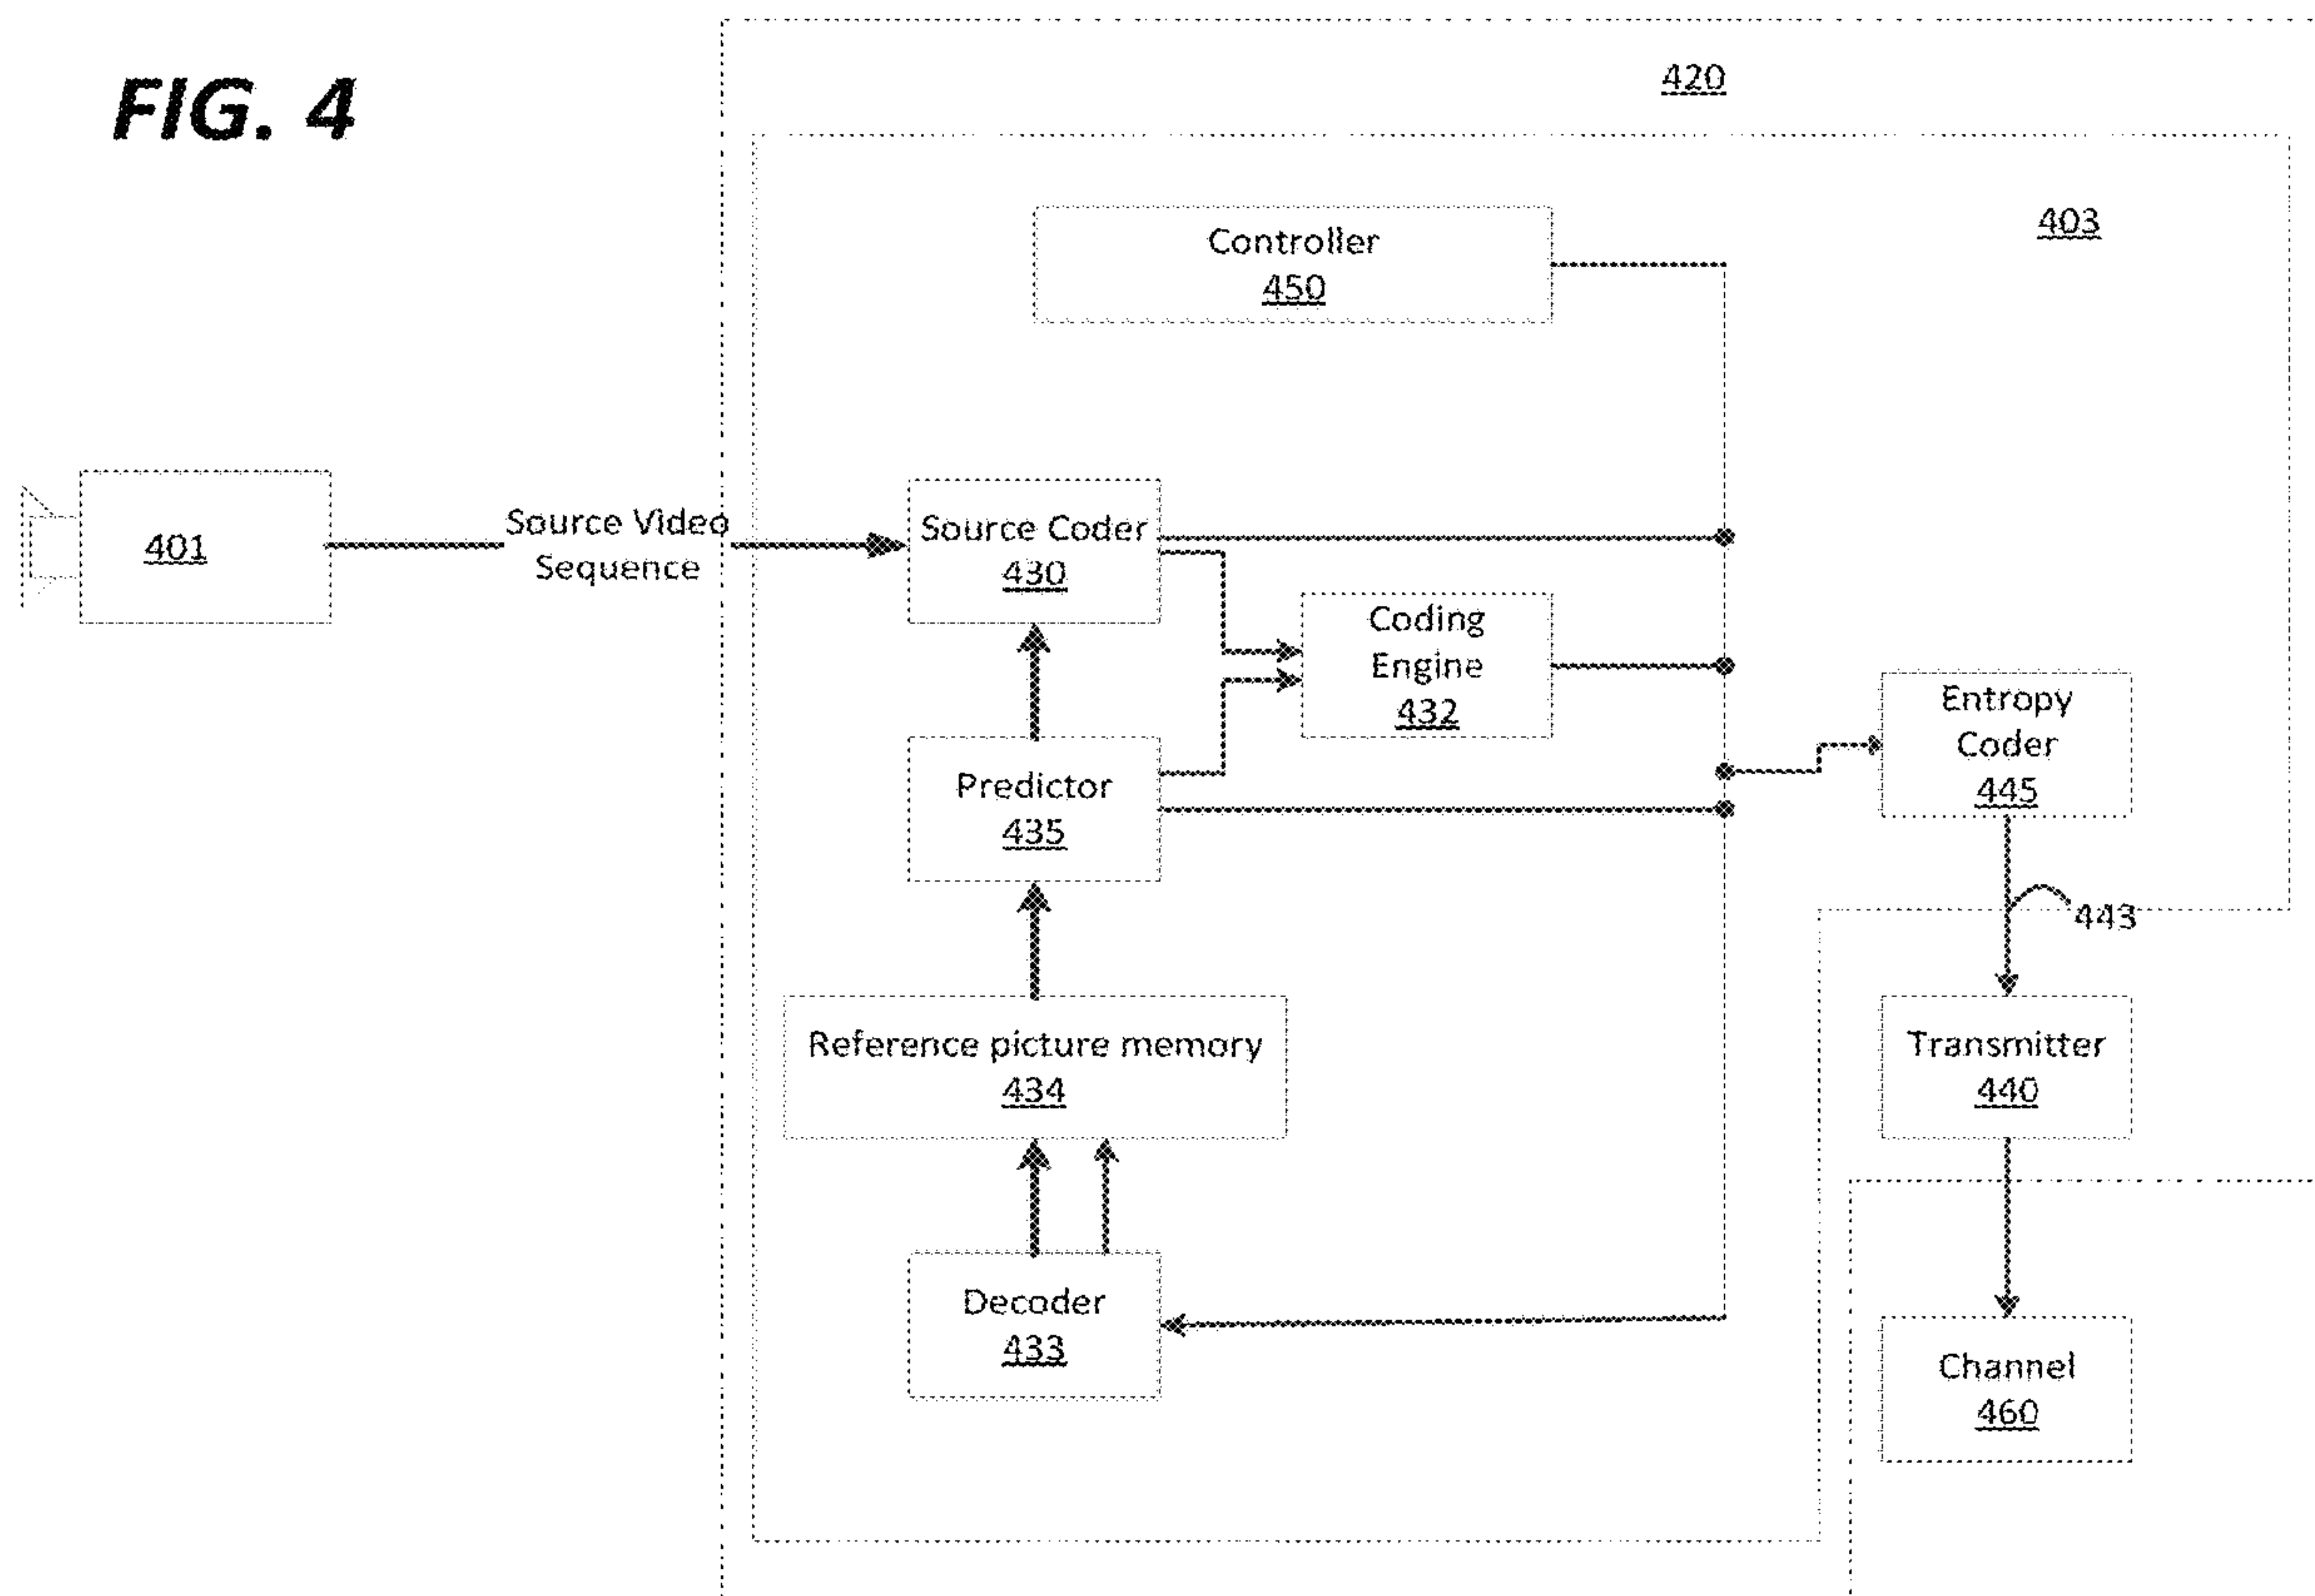 FIG. 4
420
403
Controller
450
401
Source Video
Sequence
Source Coder
430
Coding
Engine
432
Entropy
Coder
445
Predictor
435
443
Reference picture memory
434
Transmitter
440
Decoder
433
Channel
460